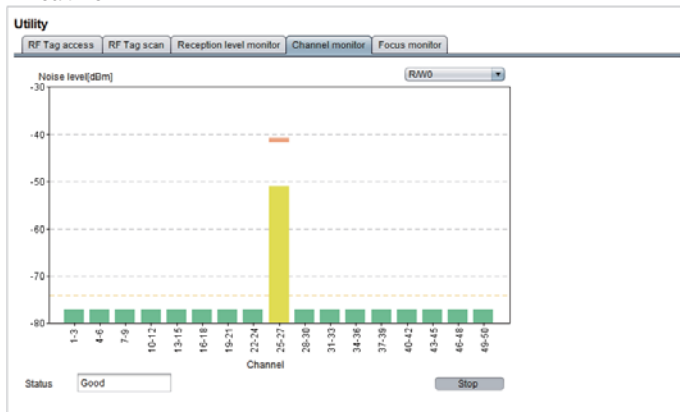 Utility
RF Tag access RF Tag scan Reception level monitor Channel monitor Focus monitor
Noise level[dBm] R/W0
-30
-40
-50
-60
-70
-80
1-3 4-6 7-9 10-12 13-15 16-18 19-21 22-24 25-27 28-30 31-33 34-36 37-39 40-42 43-45 46-48 49-50
Channel
Status Good Stop